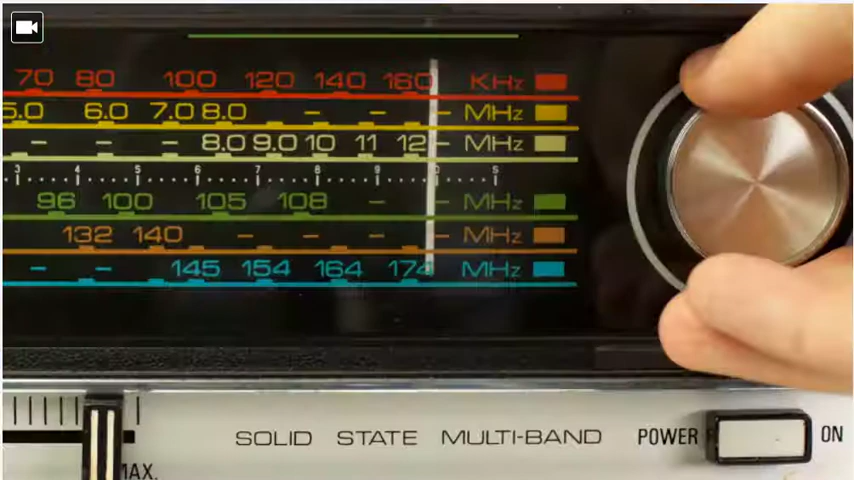 70 80 100 120 140 160 KHz
5.0 6.0 7.0 8.0 – – – MHz
– – – 8.0 9.0 10 11 12 – MHz
3 4 5 6 7 8 9 S
96 100 105 108 – – MHz
132 140 – – – – – MHz
– – 145 154 164 174 MHz
SOLID STATE MULTI-BAND POWER ON
MAX.